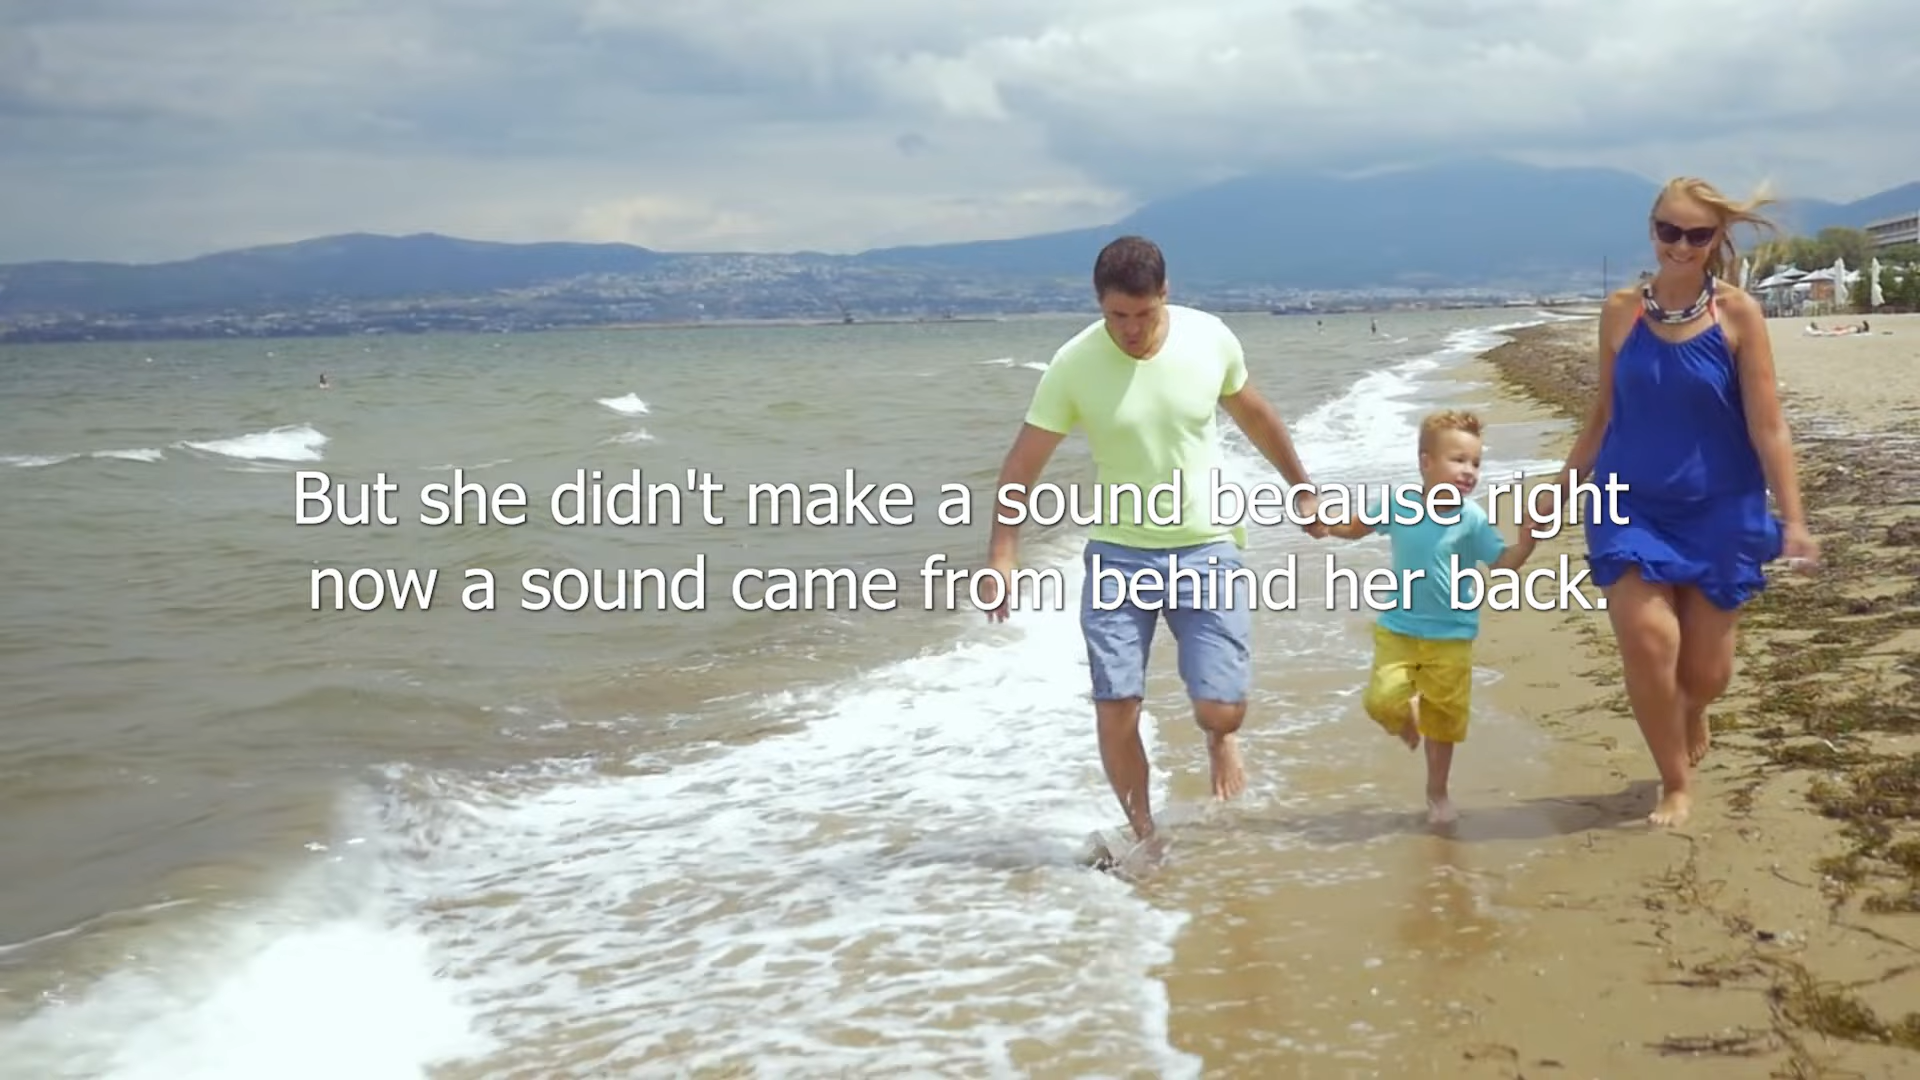 But she didn't make a sound because right
now a sound came from behind her back.